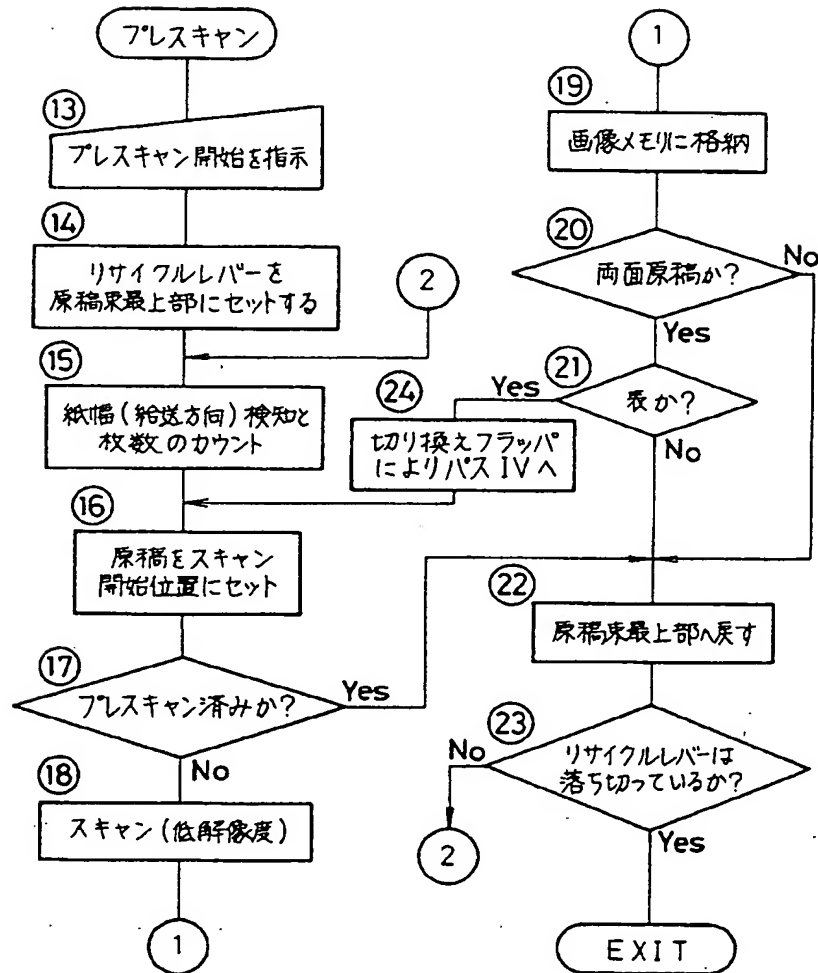 プレスキャン
13
プレスキャン開始を指示
14
リサイクルレバーを
原稿束最上部にセットする
2
15
紙幅(給送方向)検知と
枚数のカウント
16
原稿をスキャン
開始位置にセット
17
プレスキャン済みか?
Yes
No
18
スキャン(低解像度)
1
1
19
画像メモリに格納
20
両面原稿か?
No
Yes
21
表か?
Yes
No
24
切り換えフラッパ
によりパスIVへ
22
原稿束最上部へ戻す
23
リサイクルレバーは
落ち切っているか?
No
2
Yes
EXIT